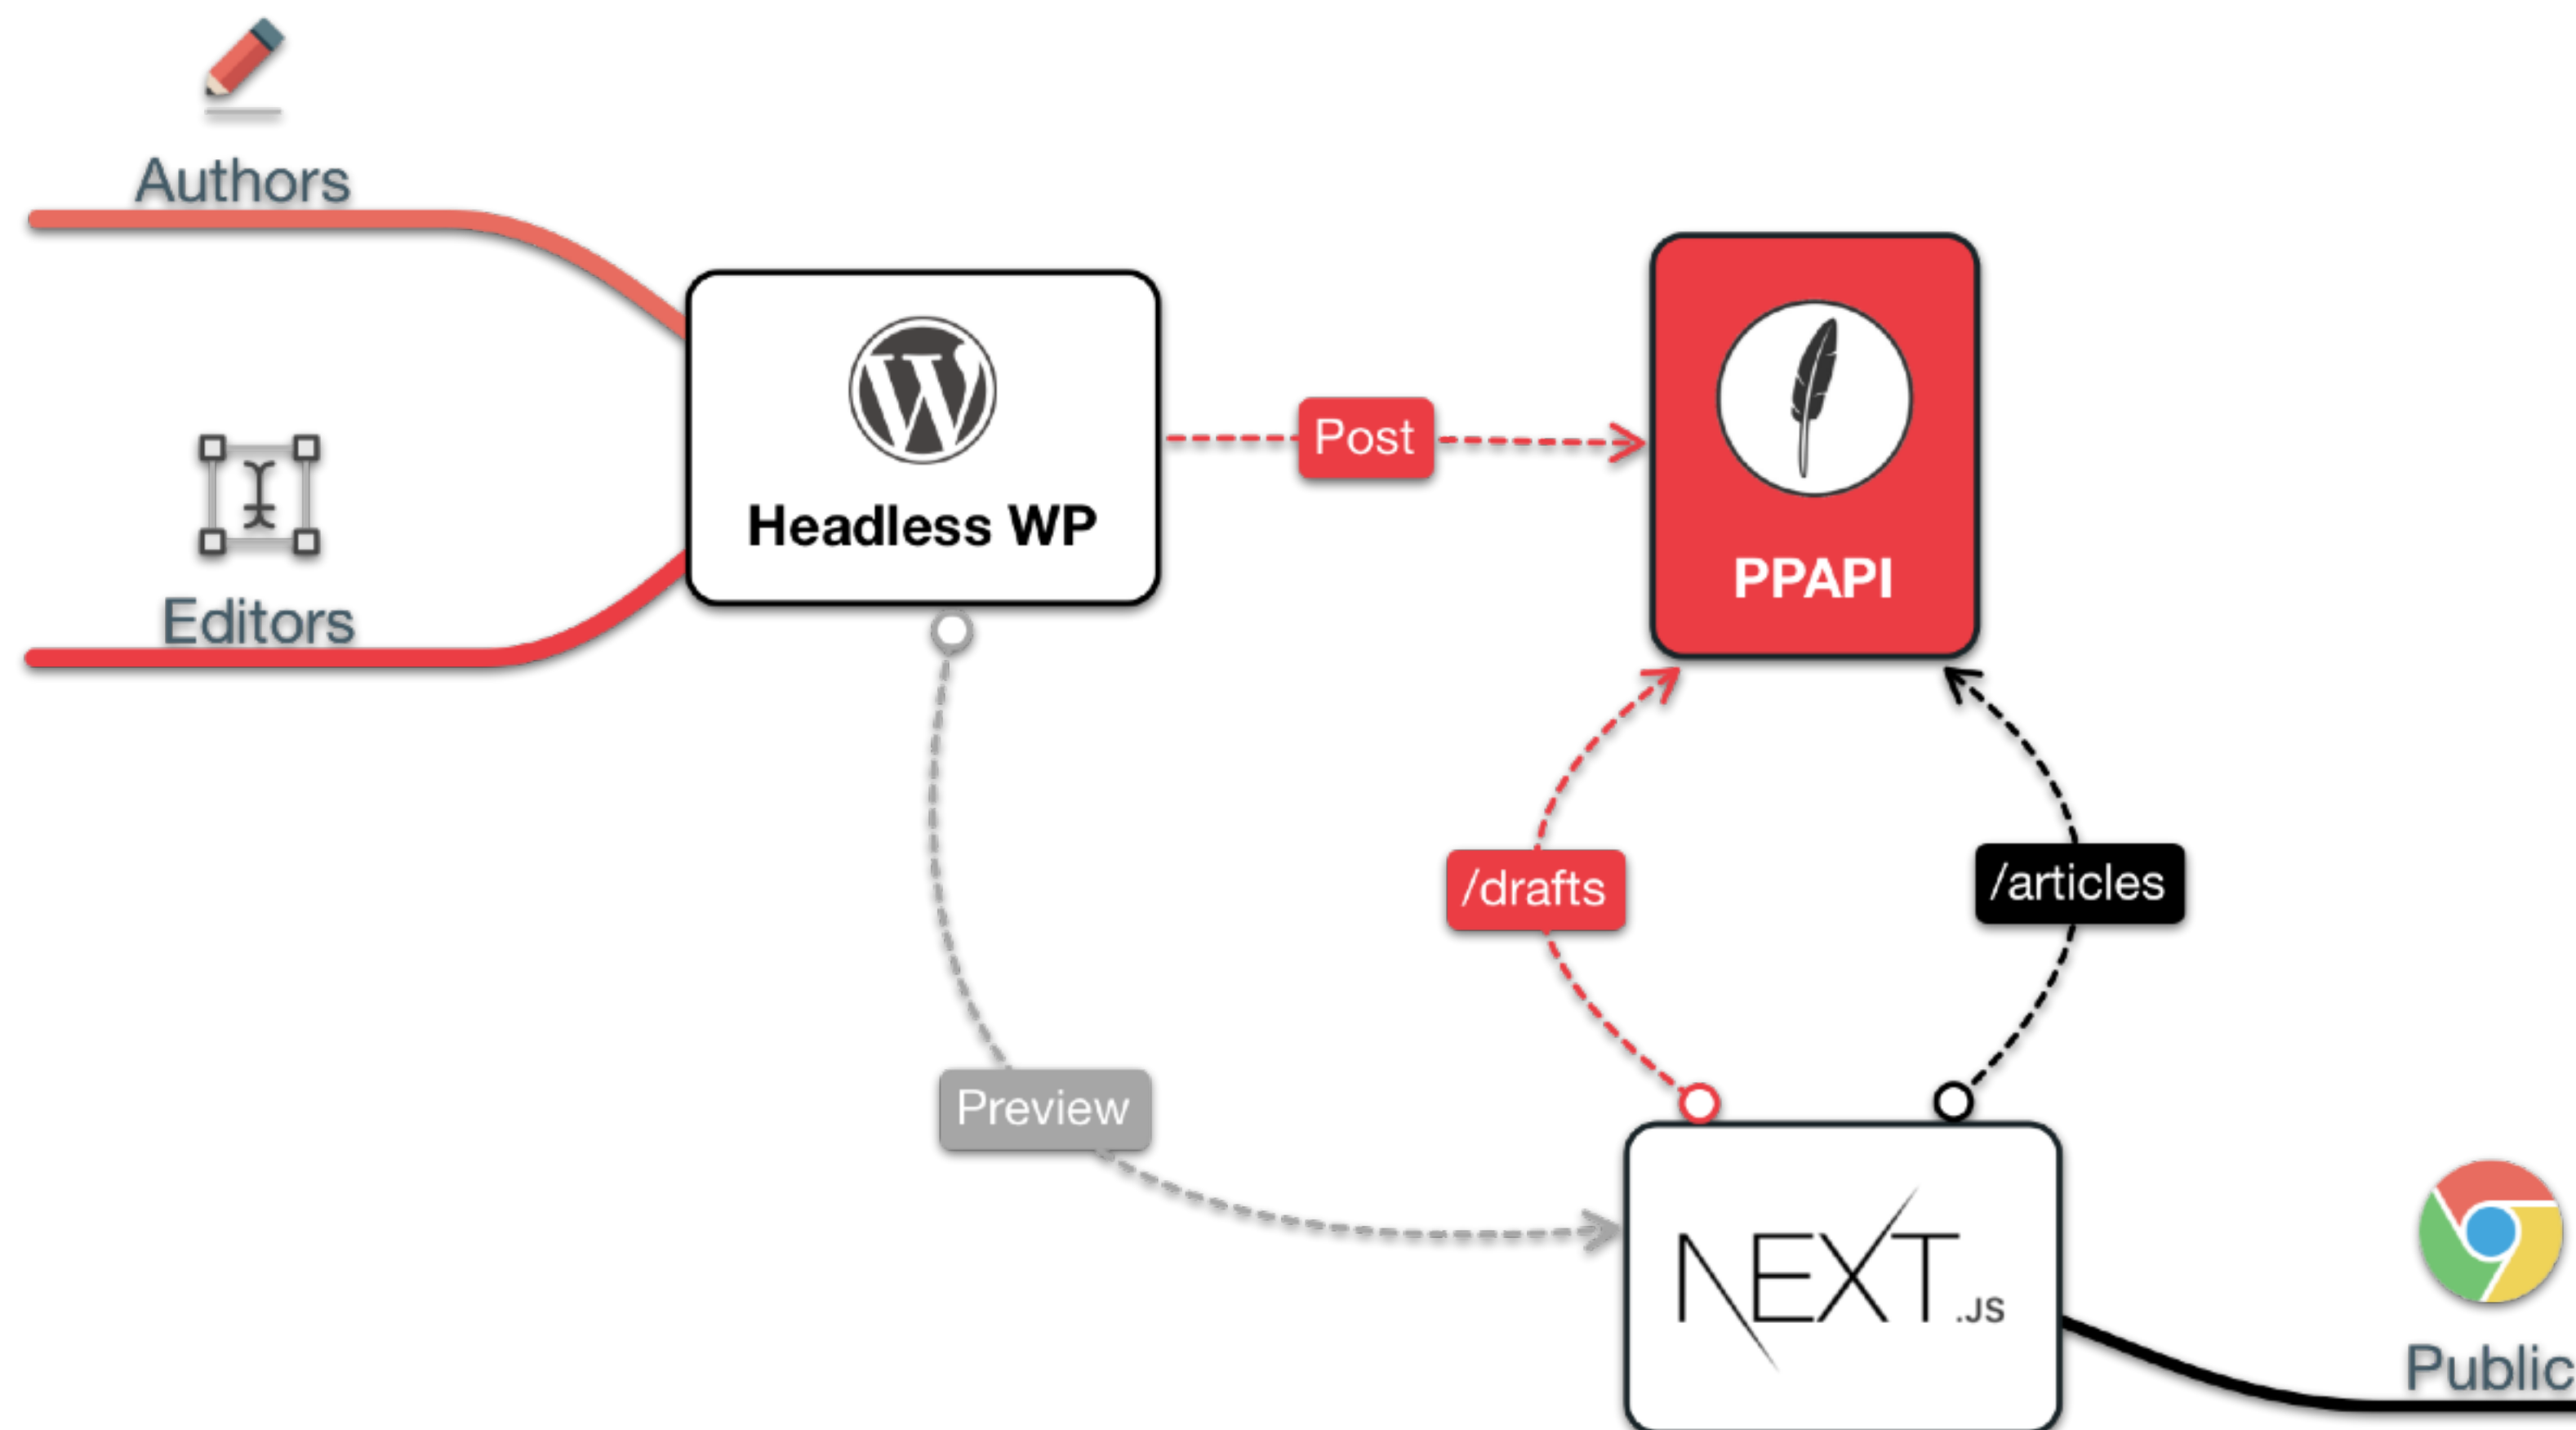 Authors
Headless WP
Post
PPAPI
Editors
/drafts
/articles
Preview
NEXT.JS
Public